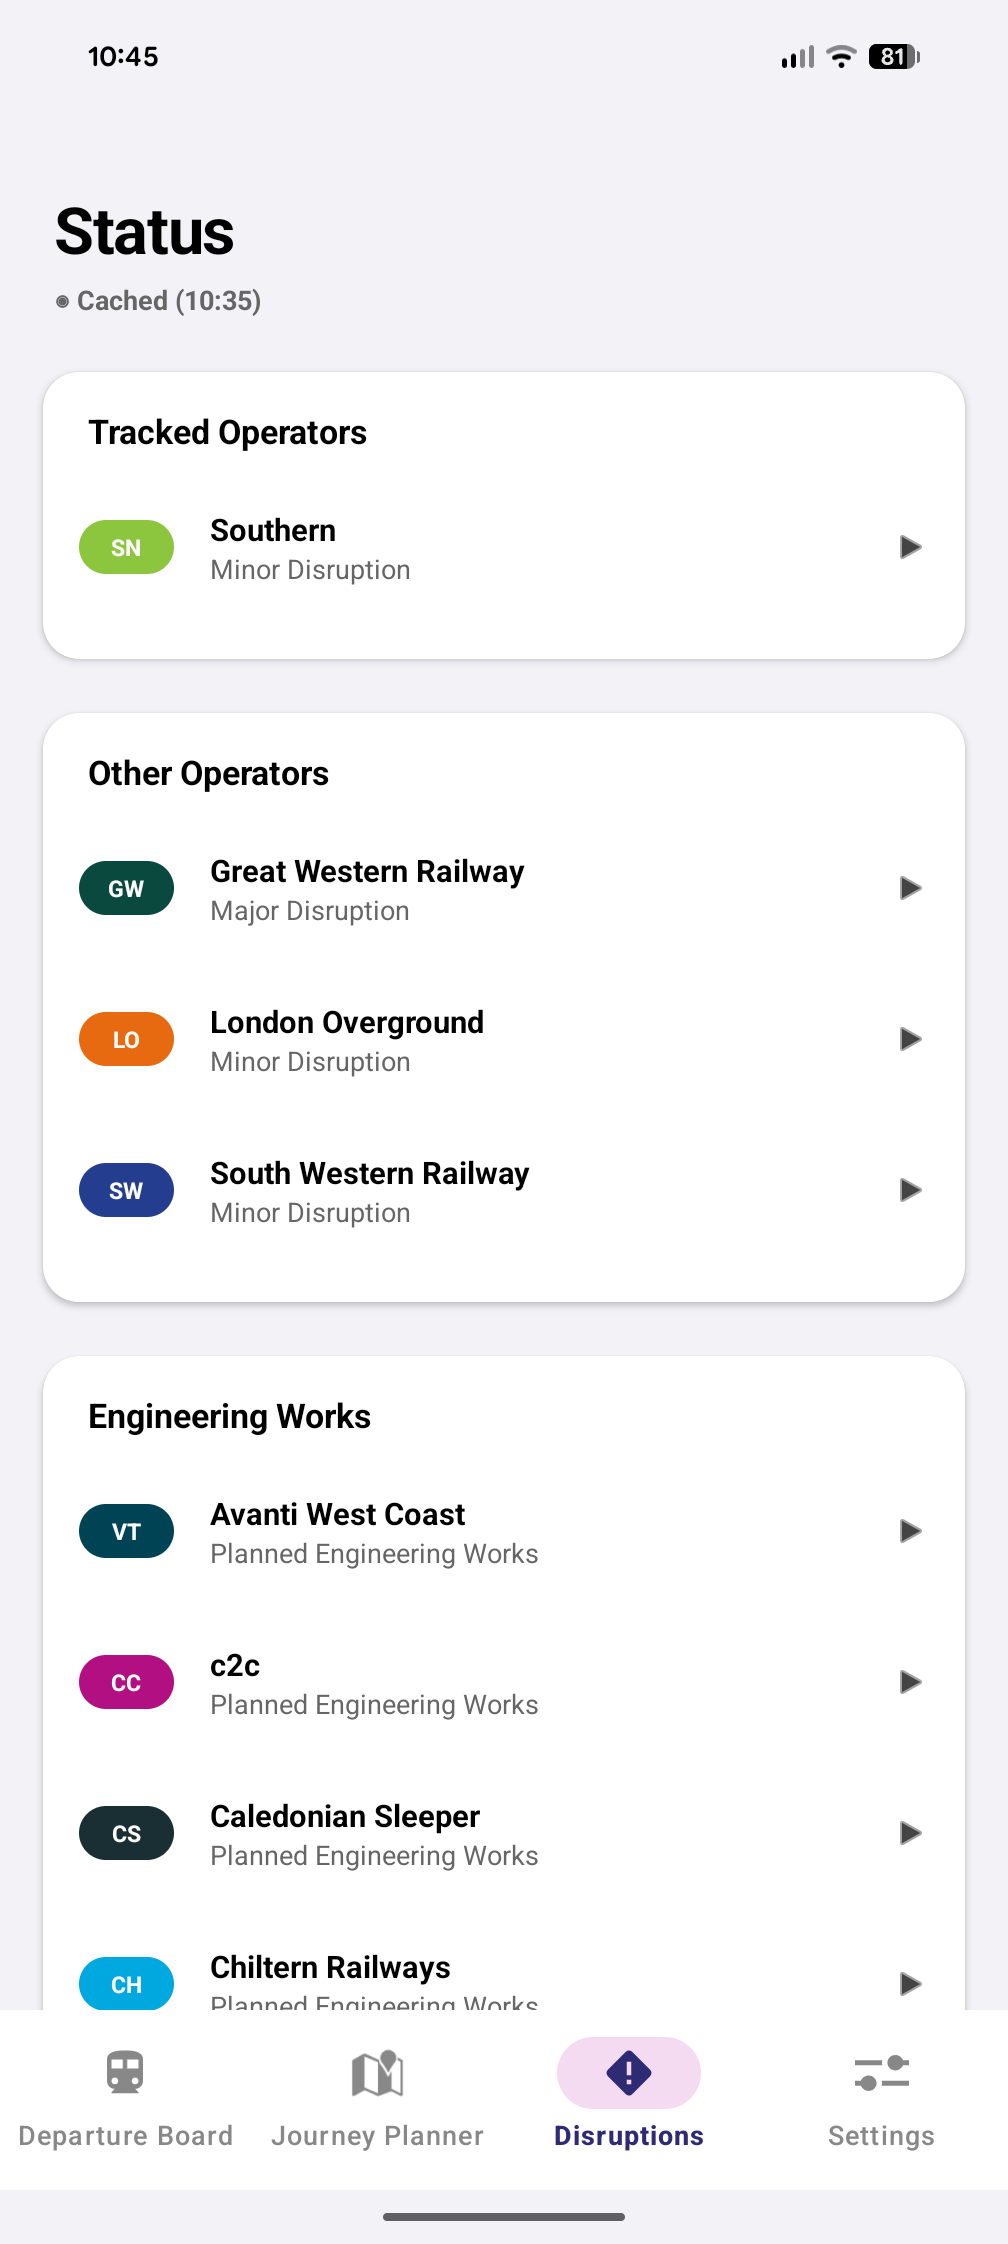 10:45
81
Status
Cached (10:35)
Tracked Operators
SN
Southern
Minor Disruption
Other Operators
GW
Great Western Railway
Major Disruption
LO
London Overground
Minor Disruption
SW
South Western Railway
Minor Disruption
Engineering Works
VT
Avanti West Coast
Planned Engineering Works
CC
c2c
Planned Engineering Works
CS
Caledonian Sleeper
Planned Engineering Works
CH
Chiltern Railways
Planned Engineering Works
Departure Board
Journey Planner
Disruptions
Settings